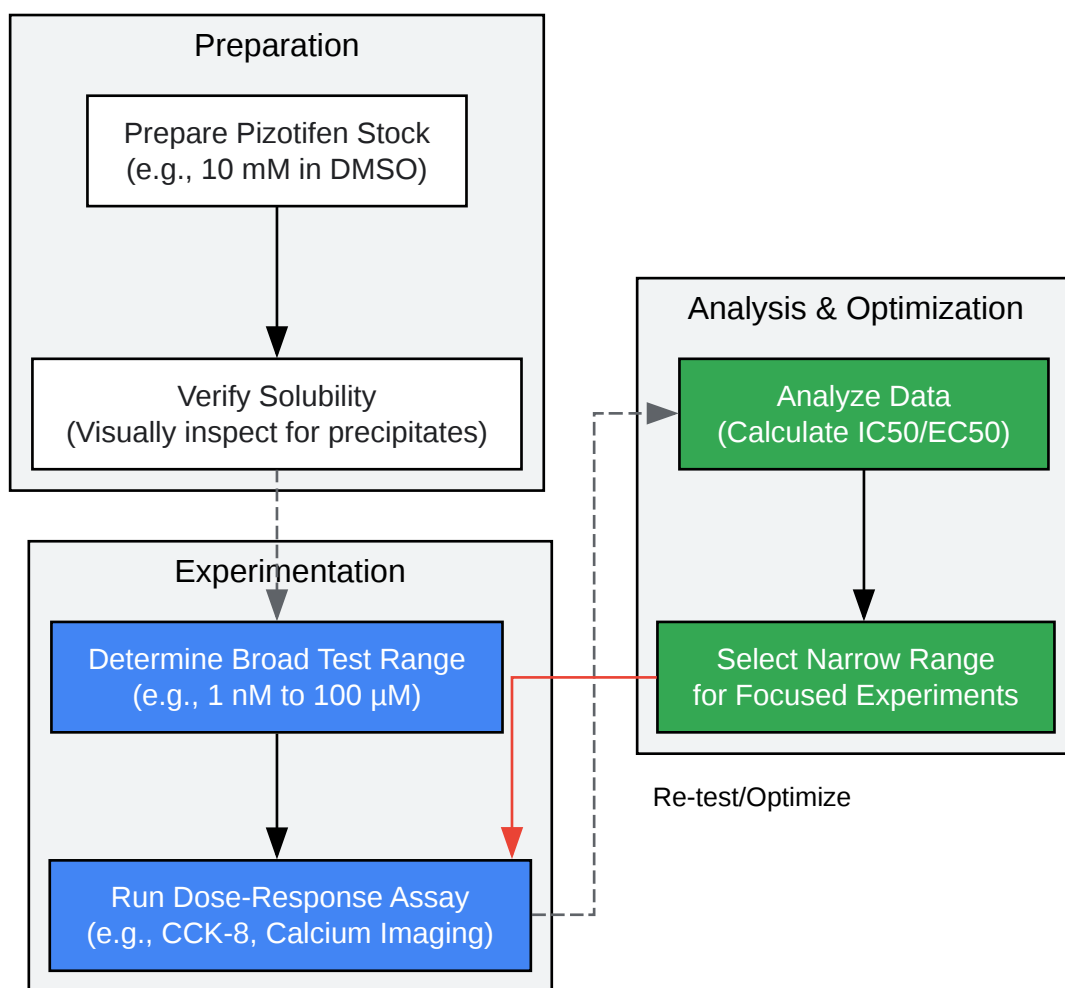 Preparation
Prepare Pizotifen Stock
(e.g., 10 mM in DMSO)
Verify Solubility
(Visually inspect for precipitates)
Experimentation
Determine Broad Test Range
(e.g., 1 nM to 100 µM)
Run Dose-Response Assay
(e.g., CCK-8, Calcium Imaging)
Analysis & Optimization
Analyze Data
(Calculate IC50/EC50)
Select Narrow Range
for Focused Experiments
Re-test/Optimize